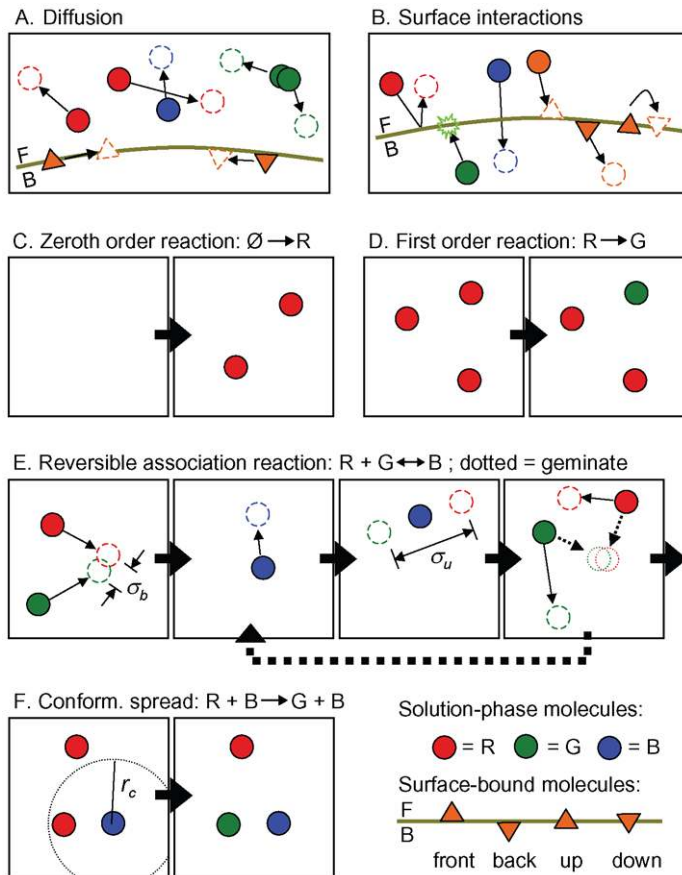 A. Diffusion
F
B
B. Surface interactions
F
B
C. Zeroth order reaction: Ø → R
D. First order reaction: R → G
E. Reversible association reaction: R + G ↔ B ; dotted = geminate
σb
σu
F. Conform. spread: R + B → G + B
rc
Solution-phase molecules:
= R = G = B
Surface-bound molecules:
F
B
front back up down